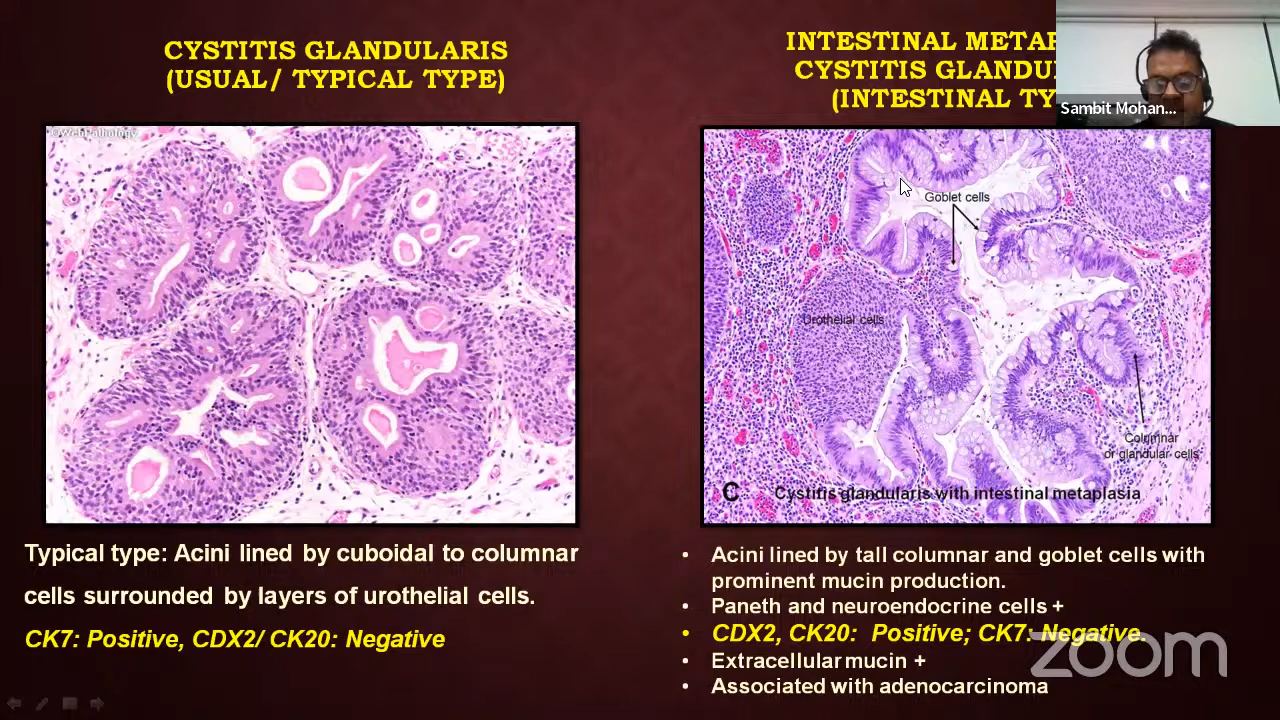 CYSTITIS GLANDULARIS
(USUAL/ TYPICAL TYPE)
©WebPathology
Typical type: Acini lined by cuboidal to columnar
cells surrounded by layers of urothelial cells.
CK7: Positive, CDX2/ CK20: Negative
INTESTINAL
CYSTITIS
(INTESTINAL
Sambit Mohan...
Goblet cells
Urothelial cells
Columnar
or glandular cells
C Cystitis glandularis with intestinal metaplasia
• Acini lined by tall columnar and goblet cells with
prominent mucin production.
• Paneth and neuroendocrine cells +
• CDX2, CK20: Positive; CK7: Negative.
• Extracellular mucin +
• Associated with adenocarcinoma
zoom